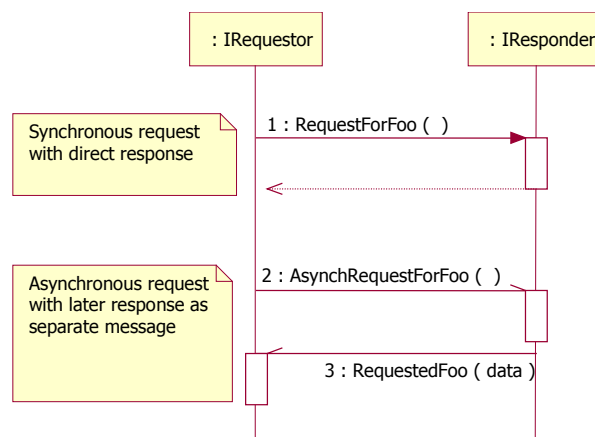 : IRequestor
: IResponder
1 : RequestForFoo ( )
Synchronous request
with direct response
2 : AsynchRequestForFoo ( )
Asynchronous request
with later response as
separate message
3 : RequestedFoo ( data )